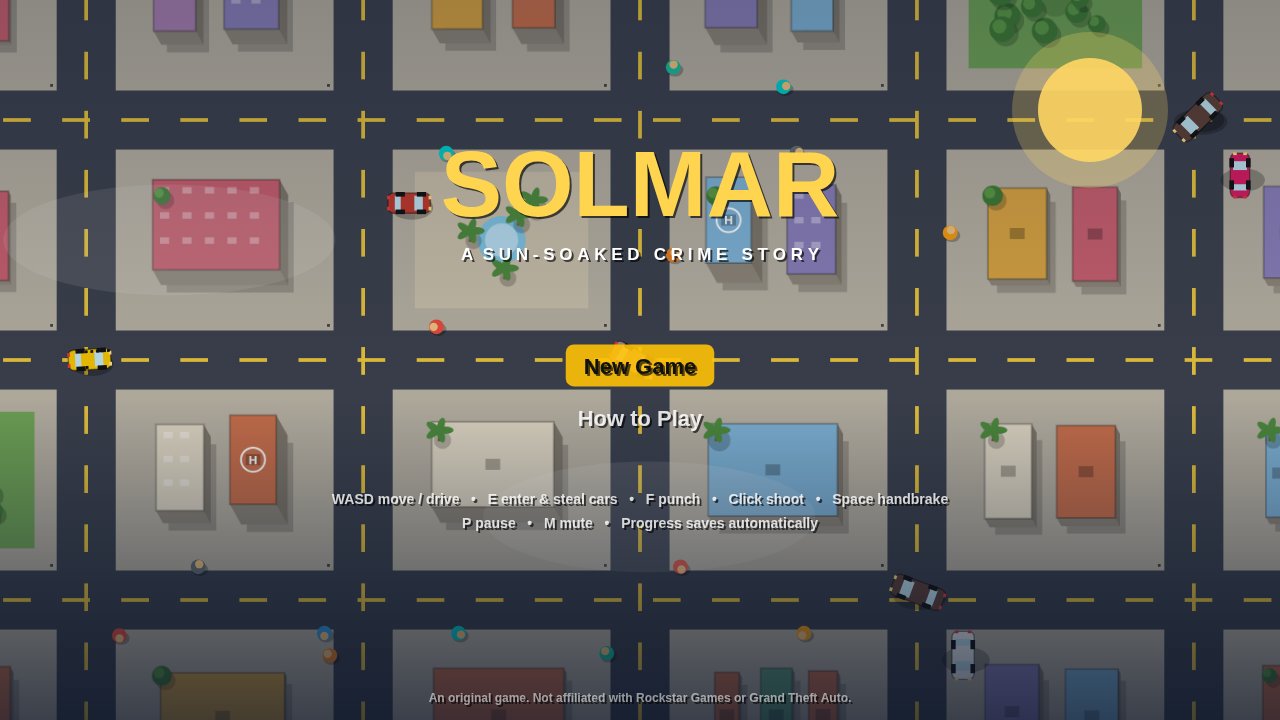 SOLMAR
A SUN-SOAKED CRIME STORY
H
New Game
How to Play
H
WASD move / drive • E enter & steal cars • F punch • Click shoot • Space handbrake
P pause • M mute • Progress saves automatically
An original game. Not affiliated with Rockstar Games or Grand Theft Auto.